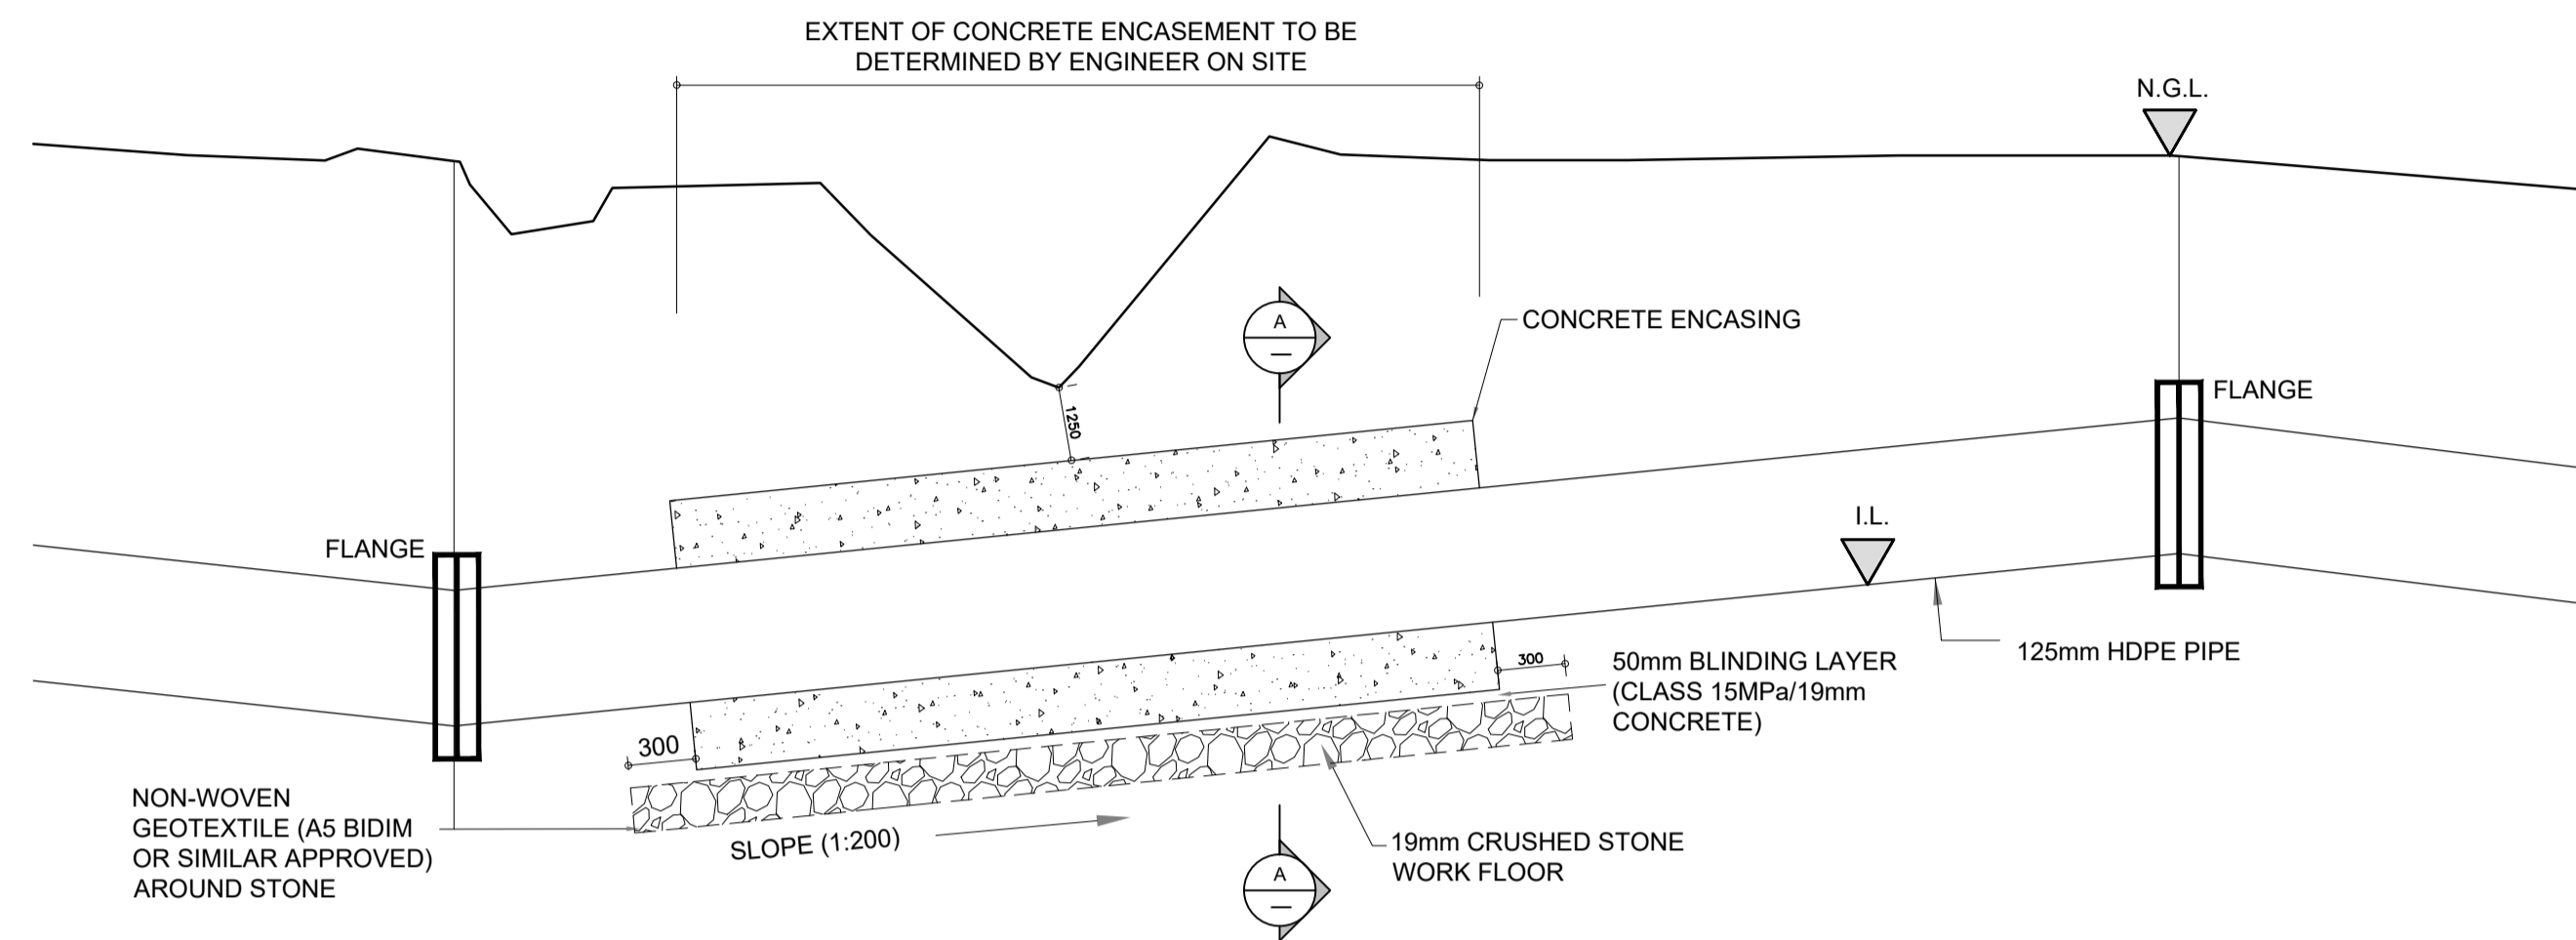 EXTENT OF CONCRETE ENCASEMENT TO BE
DETERMINED BY ENGINEER ON SITE
N.G.L.
A
CONCRETE ENCASING
FLANGE
1250
I.L.
FLANGE
125mm HDPE PIPE
300
50mm BLINDING LAYER
(CLASS 15MPa/19mm
CONCRETE)
300
NON-WOVEN
GEOTEXTILE (A5 BIDIM
OR SIMILAR APPROVED)
AROUND STONE
SLOPE (1:200)
19mm CRUSHED STONE
WORK FLOOR
A